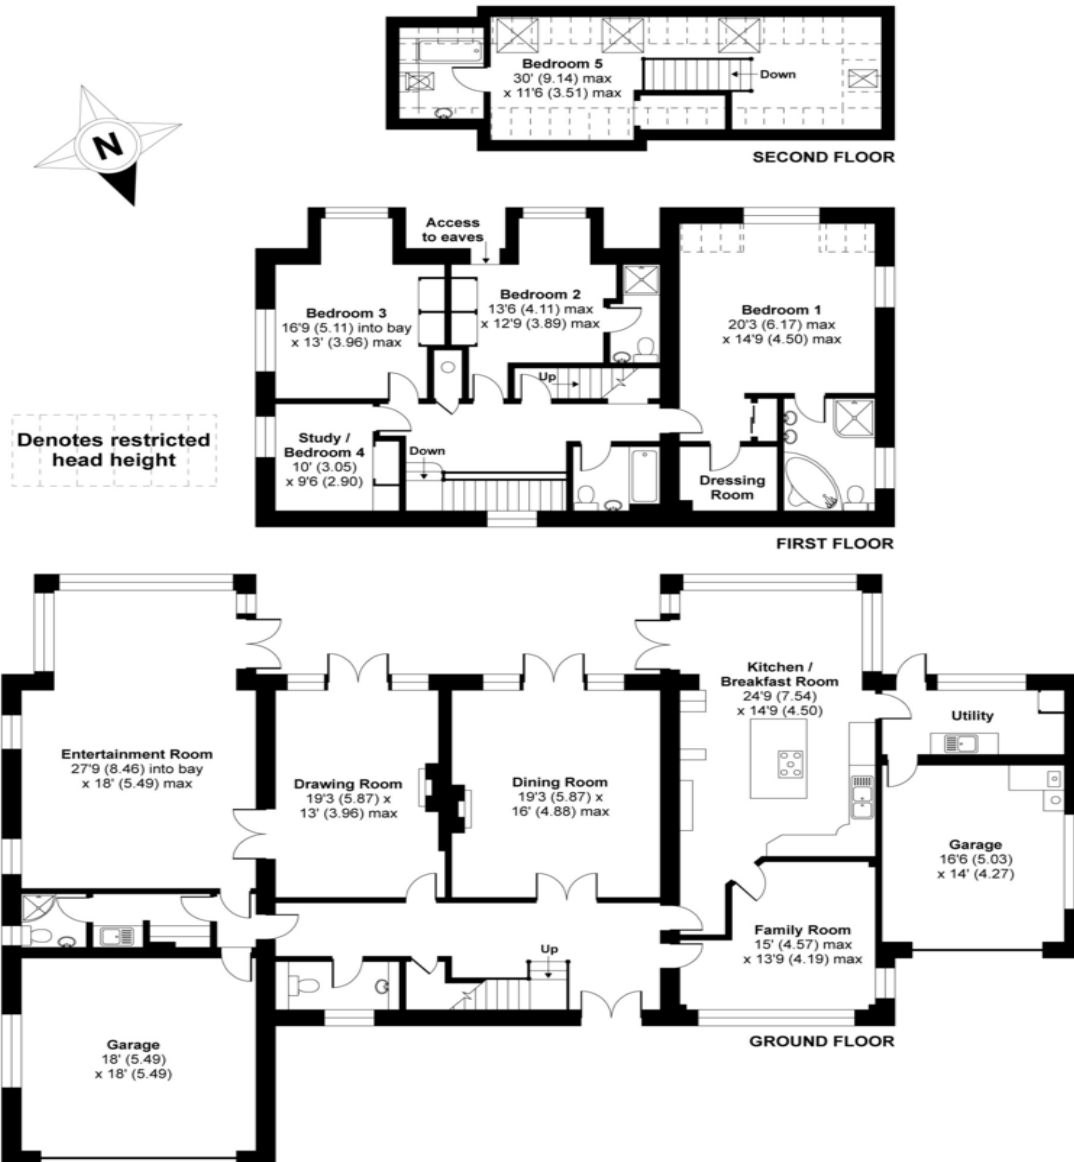 Bedroom 5
30' (9.14) max
x 11'6 (3.51) max
Down
SECOND FLOOR
N
Access
to eaves
Bedroom 3
16'9 (5.11) into bay
x 13' (3.96) max
Bedroom 2
13'6 (4.11) max
x 12'9 (3.89) max
Bedroom 1
20'3 (6.17) max
x 14'9 (4.50) max
Up
Study /
Bedroom 4
10' (3.05)
x 9'6 (2.90)
Down
Dressing
Room
Denotes restricted
head height
FIRST FLOOR
Entertainment Room
27'9 (8.46) into bay
x 18' (5.49) max
Drawing Room
19'3 (5.87) x
13' (3.96) max
Dining Room
19'3 (5.87) x
16' (4.88) max
Kitchen /
Breakfast Room
24'9 (7.54)
x 14'9 (4.50)
Utility
Garage
16'6 (5.03)
x 14' (4.27)
Family Room
15' (4.57) max
x 13'9 (4.19) max
Up
Garage
18' (5.49)
x 18' (5.49)
GROUND FLOOR